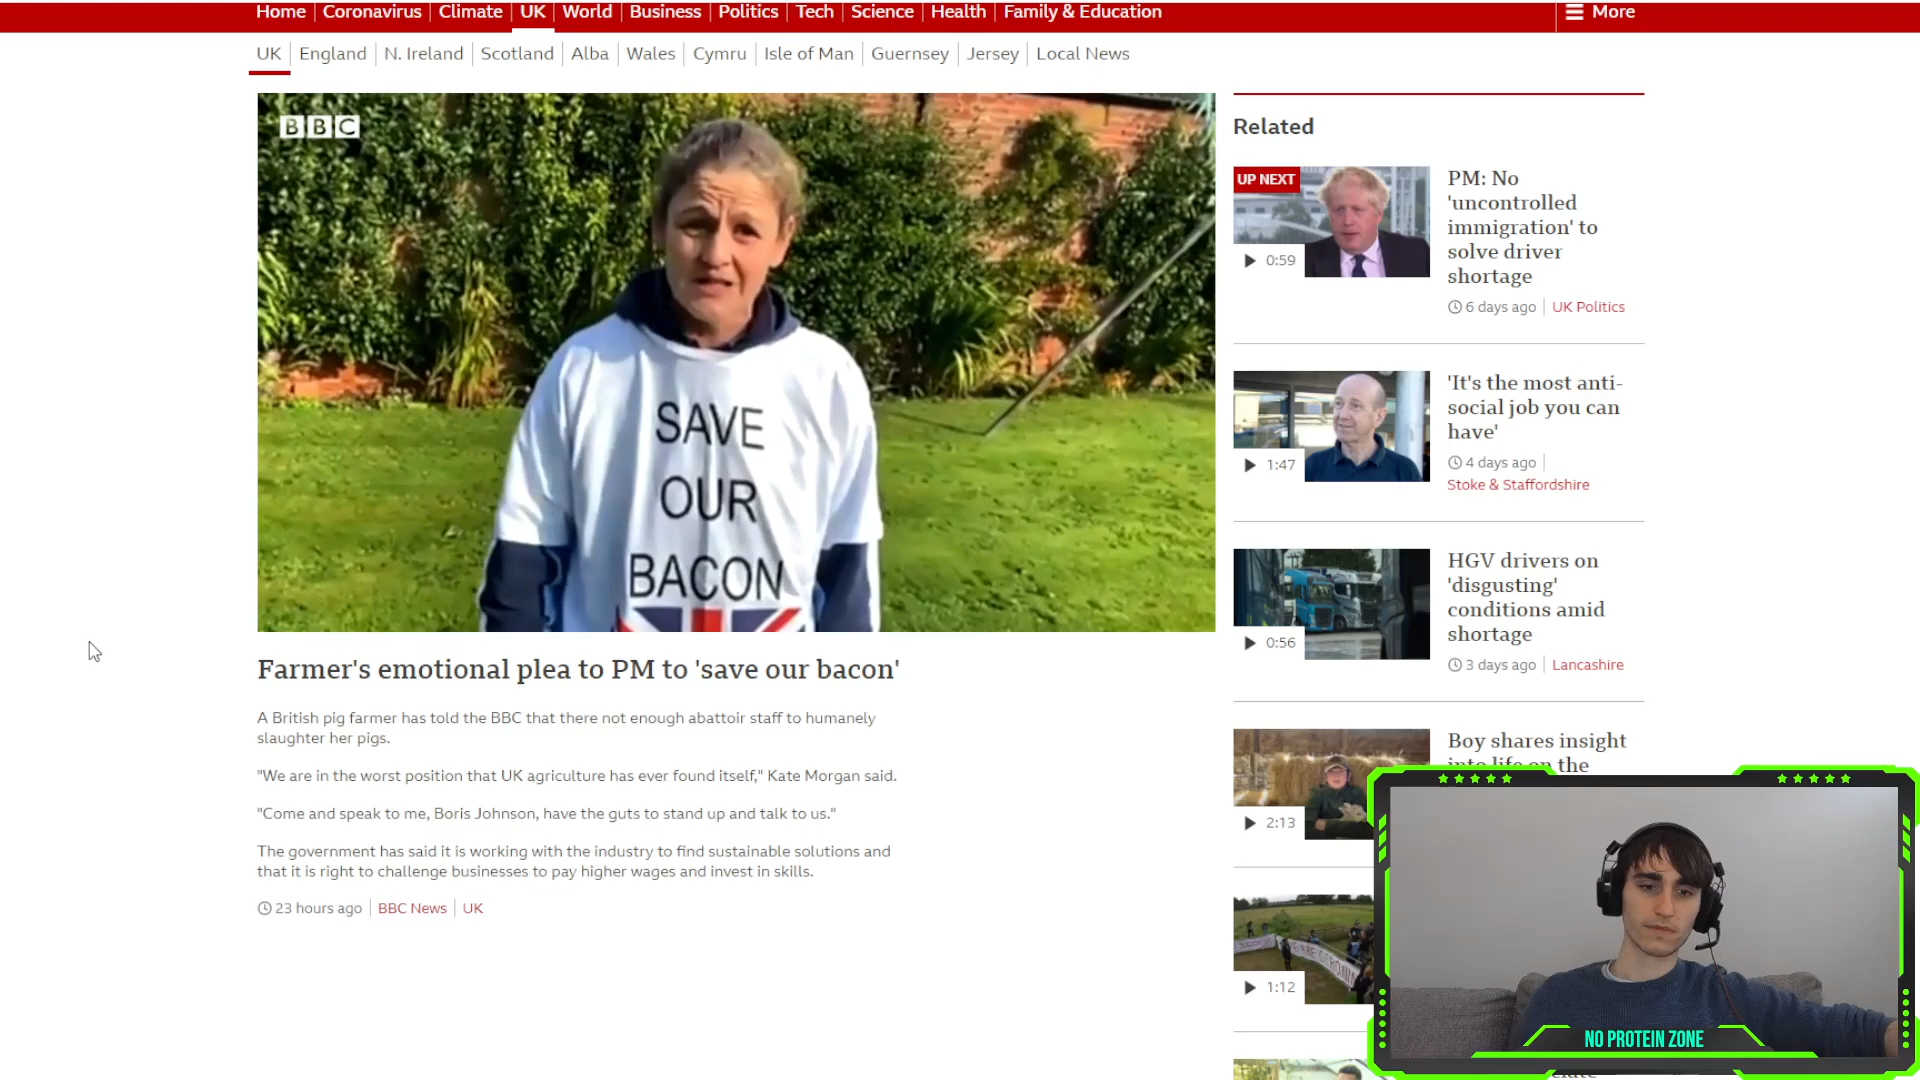 Home
Coronavirus
Climate
UK
World
Business
Politics
Tech
Science
Health
Family & Education
More
UK
England
N. Ireland
Scotland
Alba
Wales
Cymru
Isle of Man
Guernsey
Jersey
Local News
BBC
SAVE
OUR
BACON
Farmer's emotional plea to PM to 'save our bacon'
A British pig farmer has told the BBC that there not enough abattoir staff to humanely
slaughter her pigs.
"We are in the worst position that UK agriculture has ever found itself," Kate Morgan said.
"Come and speak to me, Boris Johnson, have the guts to stand up and talk to us."
The government has said it is working with the industry to find sustainable solutions and
that it is right to challenge businesses to pay higher wages and invest in skills.
23 hours ago
BBC News
UK
Related
UP NEXT
0:59
PM: No
'uncontrolled
immigration' to
solve driver
shortage
6 days ago
UK Politics
1:47
'It's the most anti-
social job you can
have'
4 days ago
Stoke & Staffordshire
0:56
HGV drivers on
'disgusting'
conditions amid
shortage
3 days ago
Lancashire
2:13
Boy shares insight
into life on the
1:12
NO PROTEIN ZONE